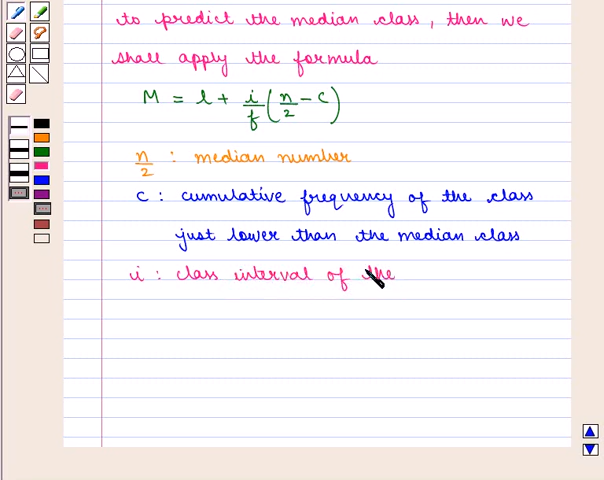 to predict the median class, then we
shall apply the formula
M = l + i/f (n/2 - C)
n/2 : median number
C : cumulative frequency of the class
just lower than the median class
i : class interval of the